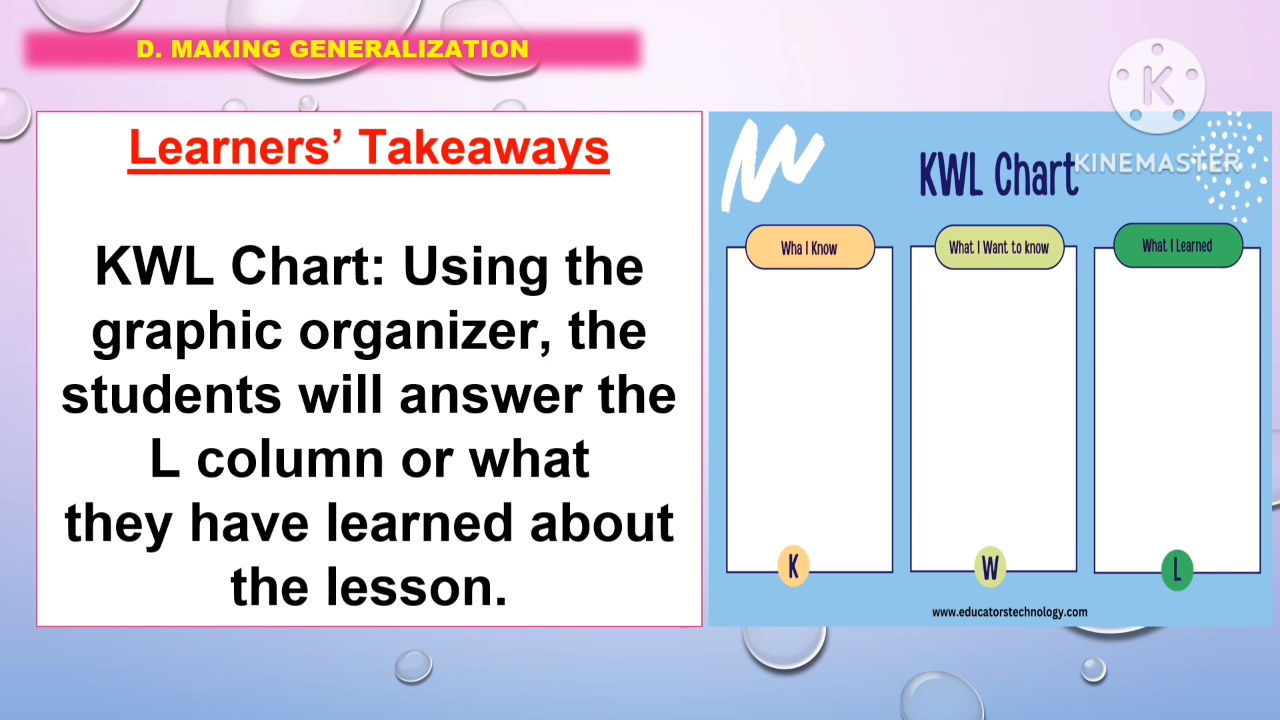 D. MAKING GENERALIZATION
Learners’ Takeaways
KWL Chart: Using the
graphic organizer, the
students will answer the
L column or what
they have learned about
the lesson.
K
KINEMASTER
KWL Chart
Wha I Know
What I Want to know
What I Learned
K
W
L
www.educatorstechnology.com